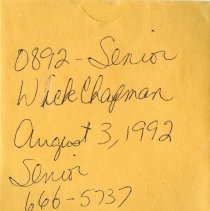 0892 - Senior
Whick Chapman
August 3, 1992
Senior
666-5737